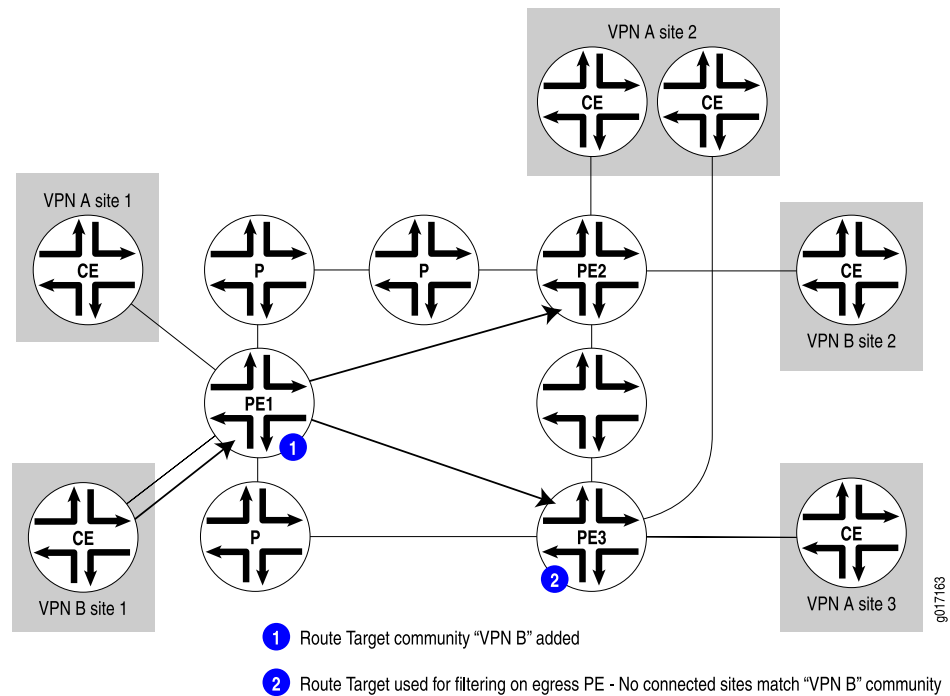 VPN A site 2
CE
CE
VPN A site 1
CE
P
P
PE2
CE
VPN B site 2
PE1
1
CE
VPN B site 1
P
PE3
2
CE
VPN A site 3
g017163
1 Route Target community “VPN B” added
2 Route Target used for filtering on egress PE - No connected sites match “VPN B” community